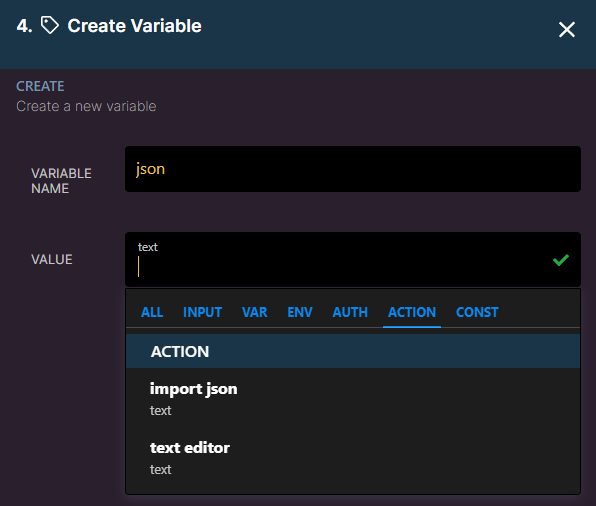 4. Create Variable
CREATE
Create a new variable
VARIABLE
NAME
json
VALUE
text
ALL INPUT VAR ENV AUTH ACTION CONST
ACTION
import json
text
text editor
text